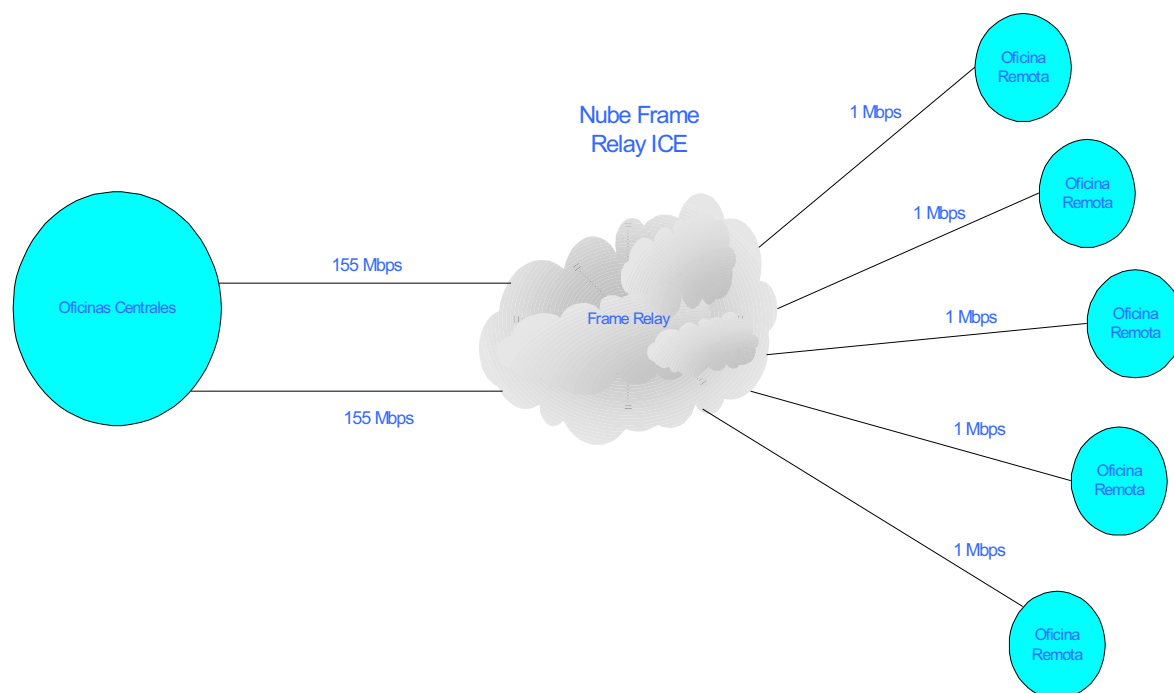 Oficina
Remota
1 Mbps
Nube Frame
Relay ICE
Oficina
Remota
1 Mbps
155 Mbps
Oficinas Centrales
Frame Relay
1 Mbps
Oficina
Remota
155 Mbps
1 Mbps
Oficina
Remota
1 Mbps
Oficina
Remota